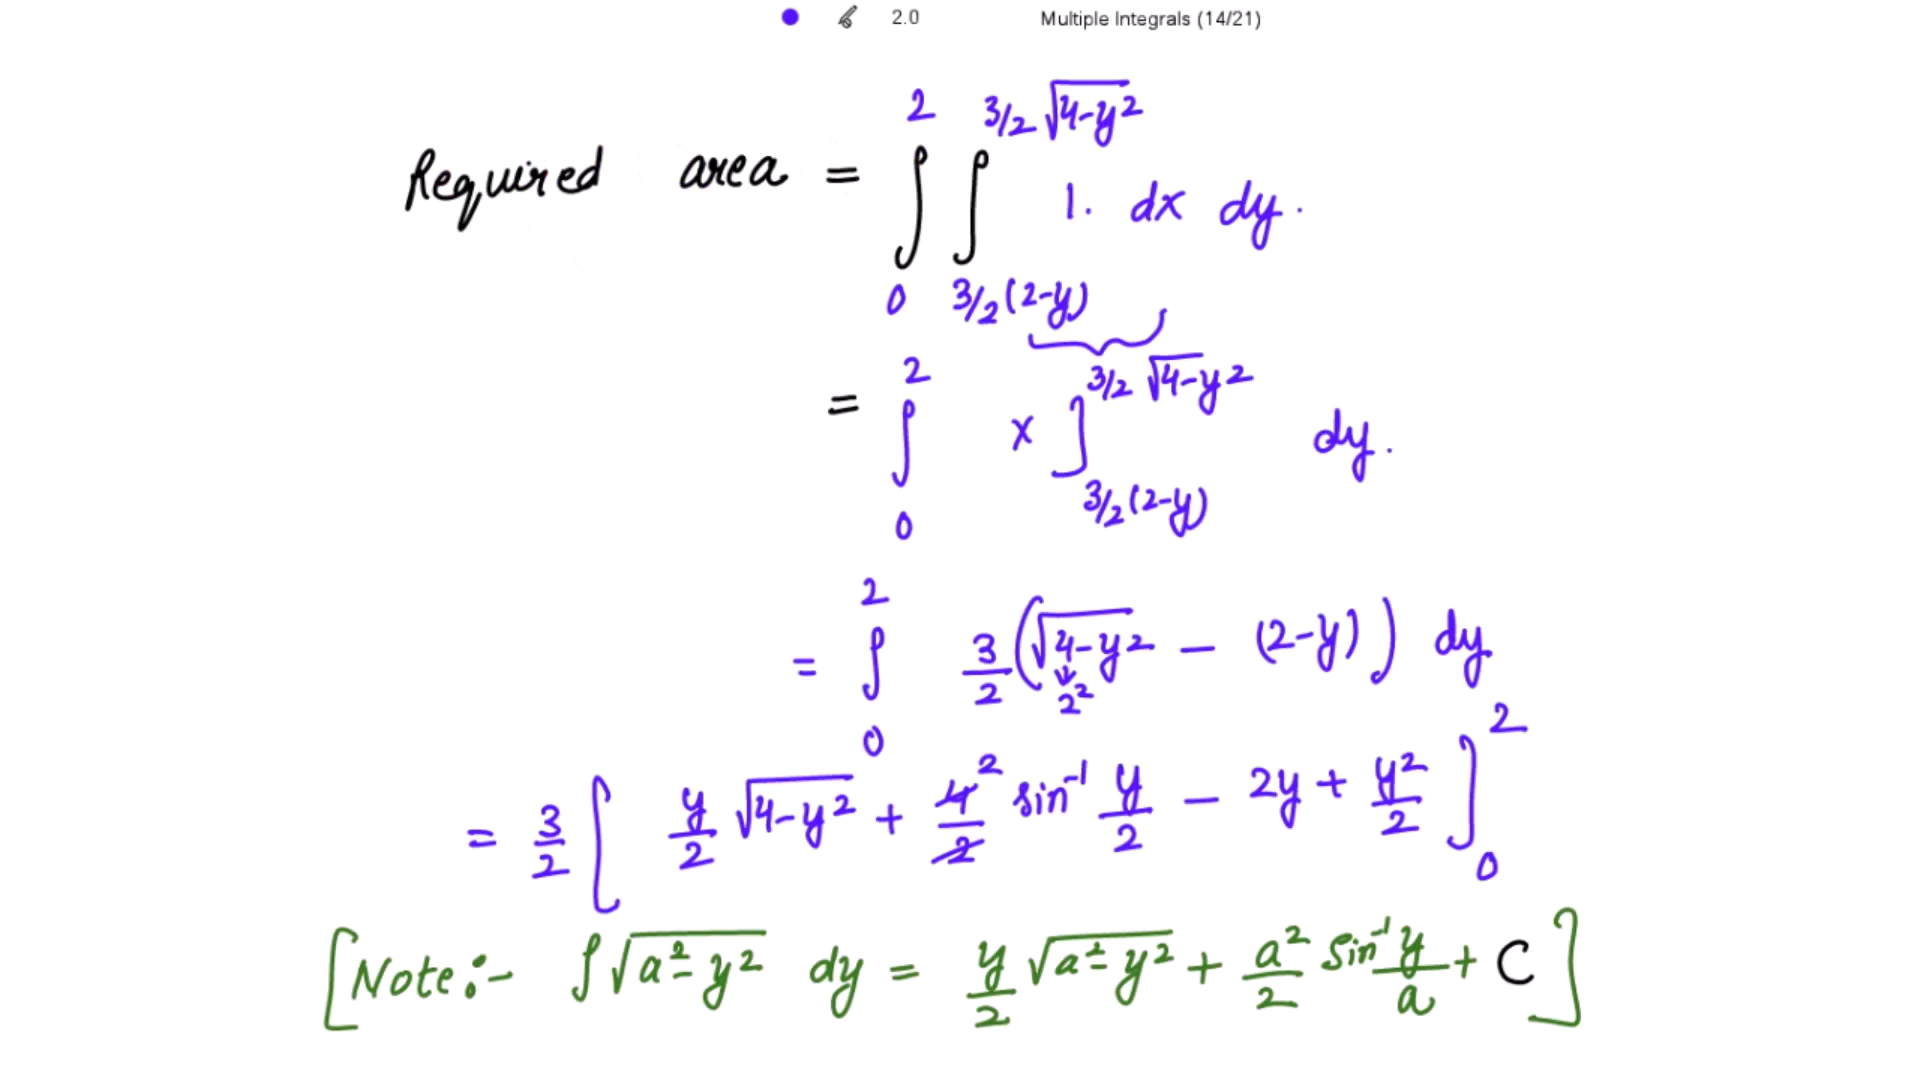 2.0 Multiple Integrals (14/21)
Required area = ∫₀² ∫_{3/2(2-y)}^{3/2 √(4-y²)} 1. dx dy.
= ∫₀² x ]_{3/2(2-y)}^{3/2 √(4-y²)} dy.
= ∫₀² 3/2 (√(4-y²) - (2-y)) dy
↓
2²
= 3/2 [ y/2 √(4-y²) + 4/2 2 sin⁻¹ y/2 - 2y + y²/2 ]₀²
[Note:- ∫√(a²-y²) dy = y/2 √(a²-y²) + a²/2 sin⁻¹ y/a + C]